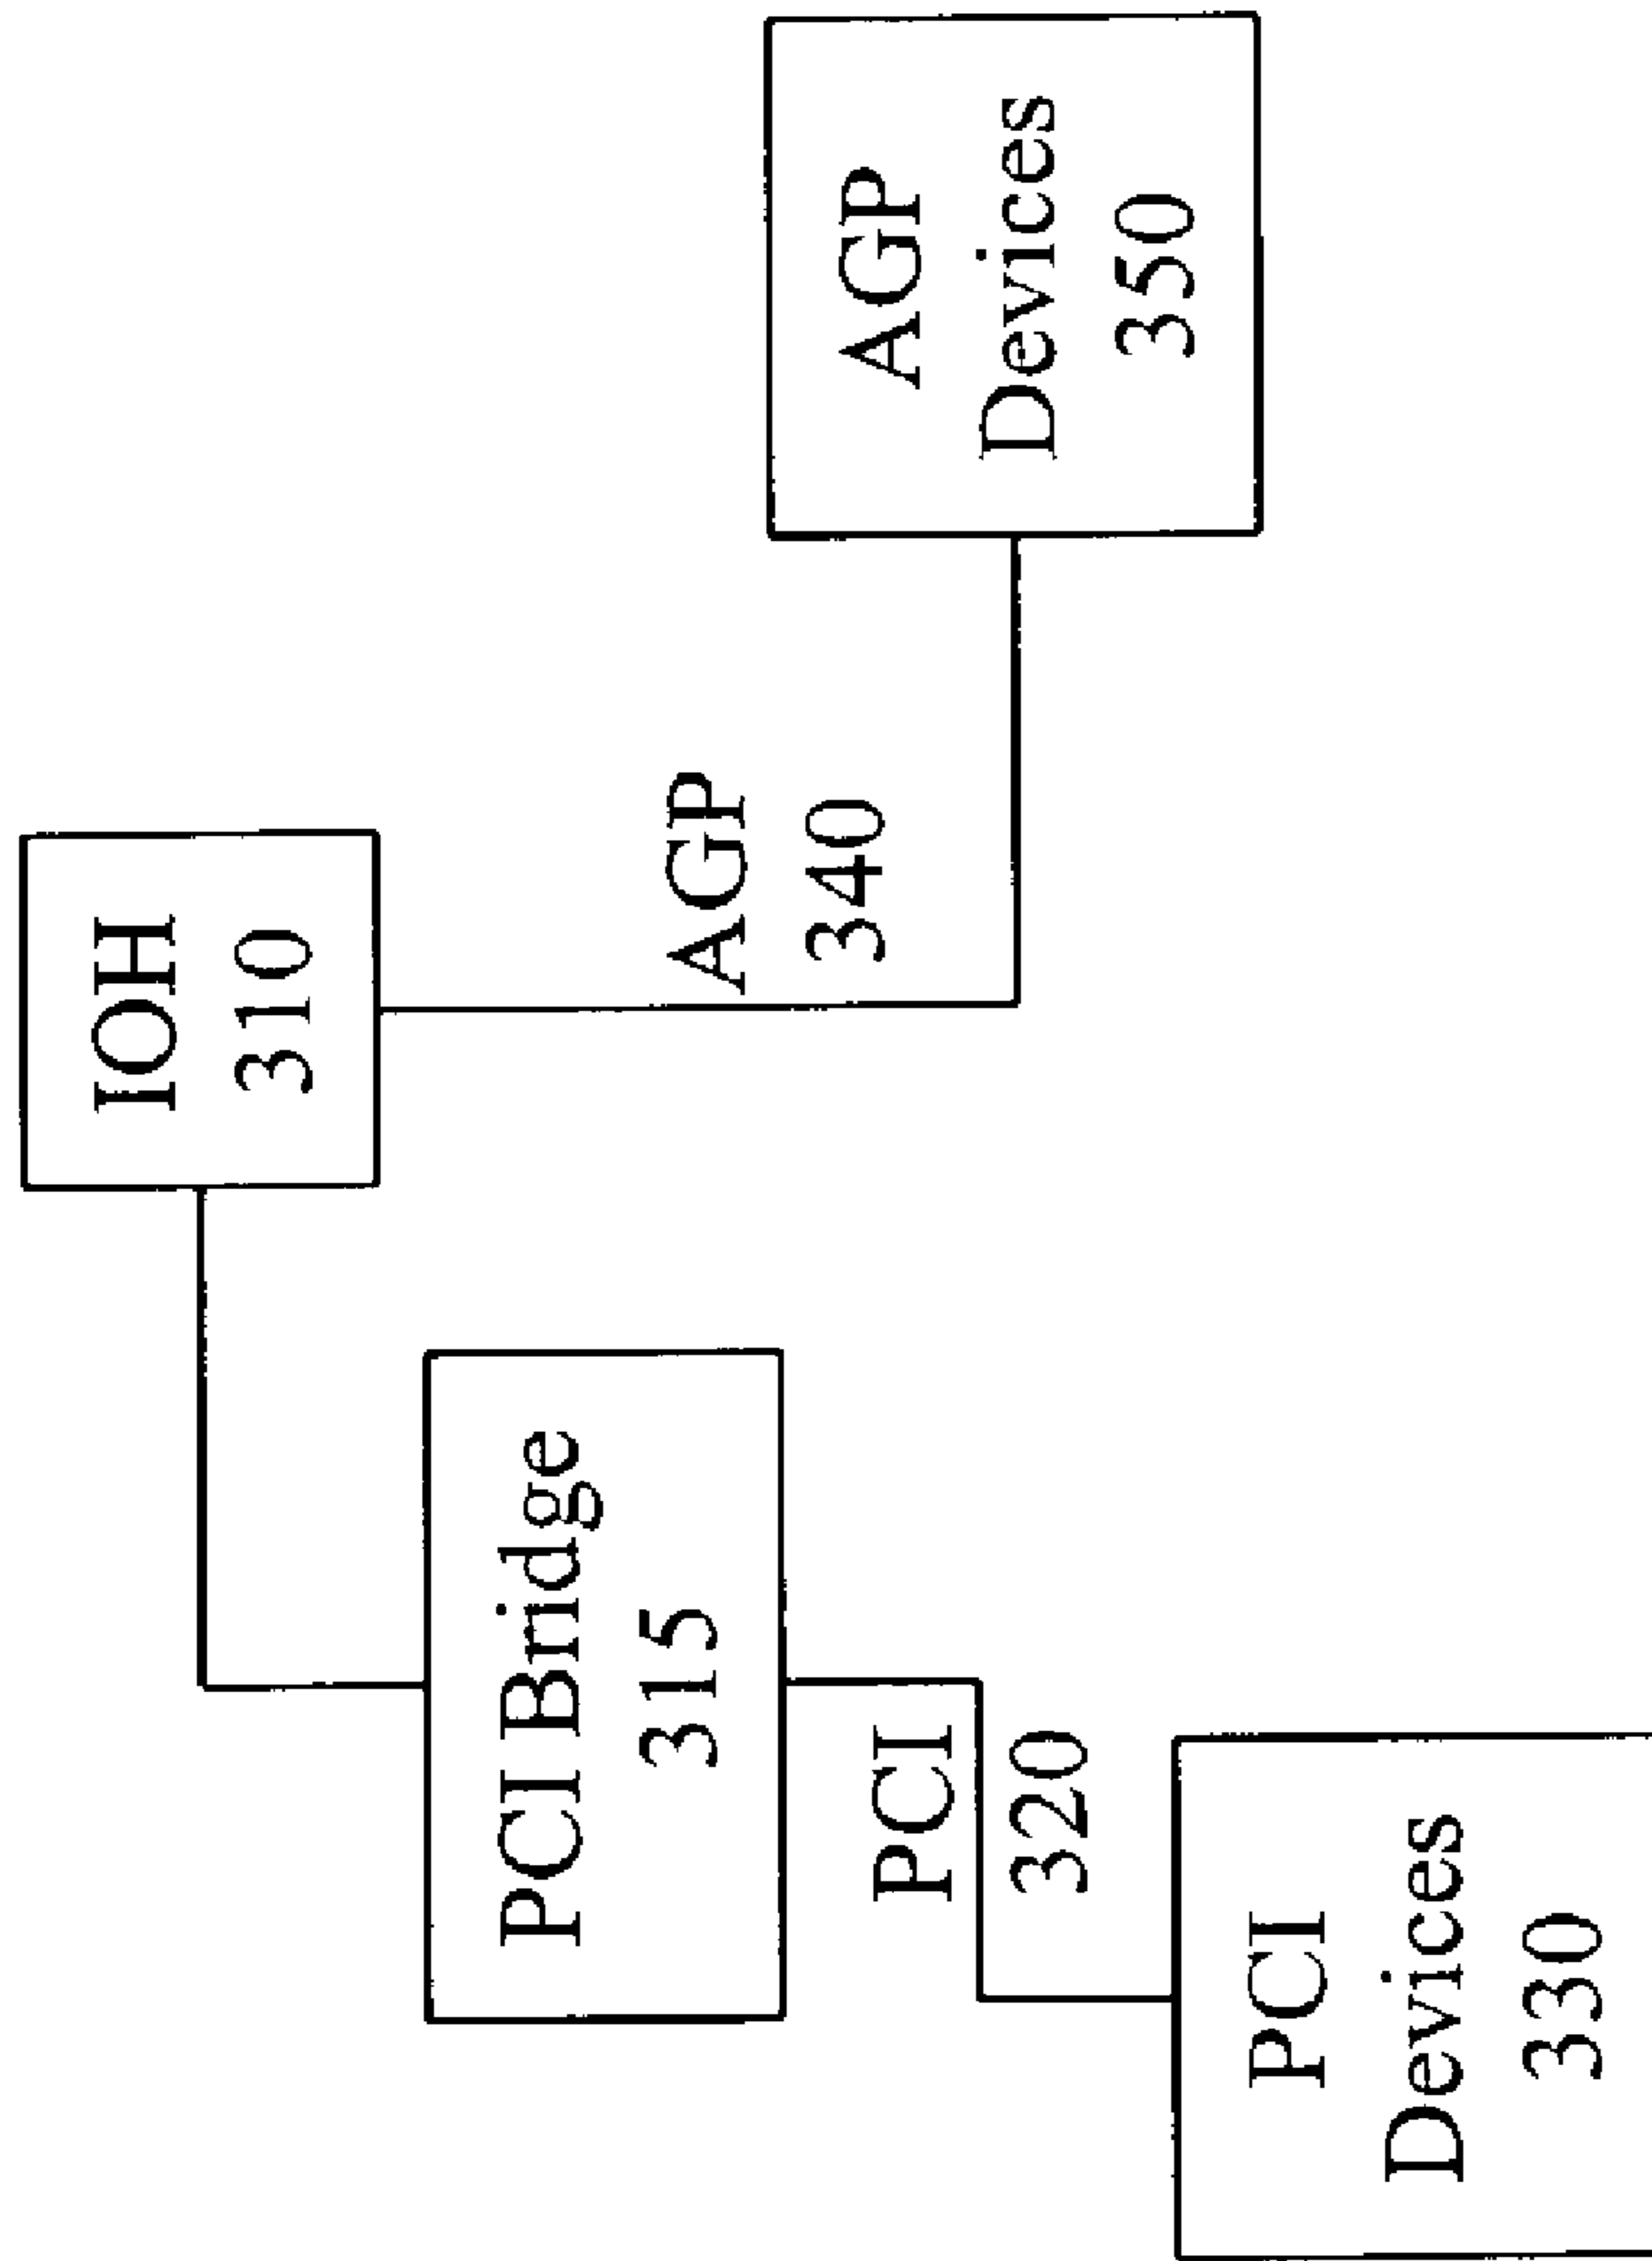 IOH
310
PCI Bridge
315
AGP
340
PCI
320
AGP
Devices
350
PCI
Devices
330